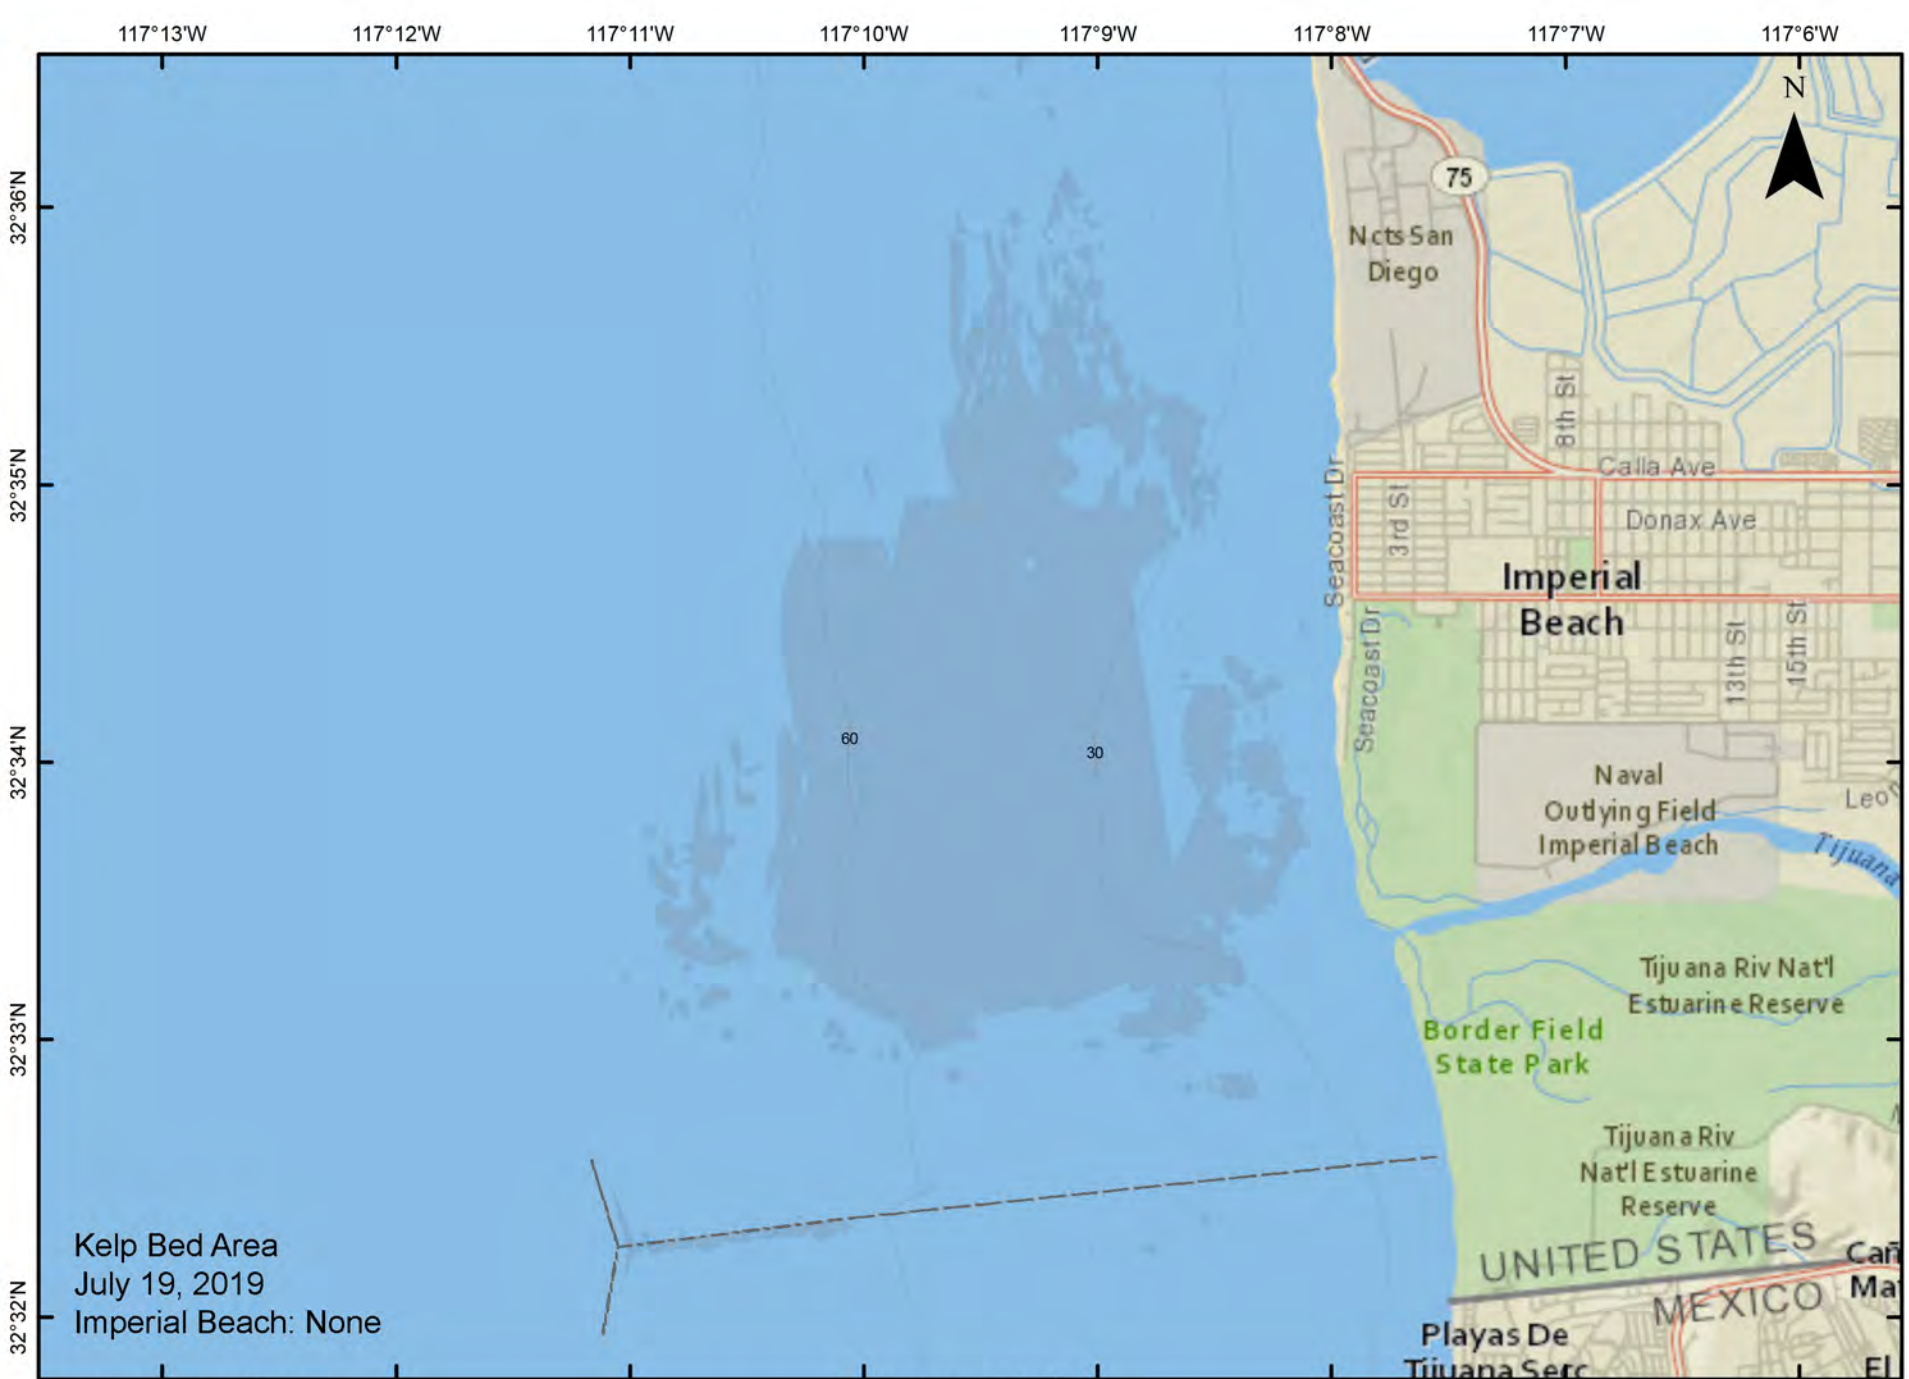 117°13'W
117°12'W
117°11'W
117°10'W
117°9'W
117°8'W
117°7'W
117°6'W
N
32°36'N
75
Ncts San
Diego
8th St
32°35'N
Calla Ave
Seacoast Dr
3rd St
Donax Ave
Imperial
Beach
Seacoast Dr
13th St
15th St
32°34'N
60
30
Naval
Outlying Field
Imperial Beach
Tijuana
Tijuana Riv Nat'l
Estuarine Reserve
32°33'N
Border Field
State Park
Tijuana Riv
Nat'l Estuarine
Reserve
Kelp Bed Area
July 19, 2019
Imperial Beach: None
UNITED STATES
MEXICO
32°32'N
Playas De
Tijuana Secc
El